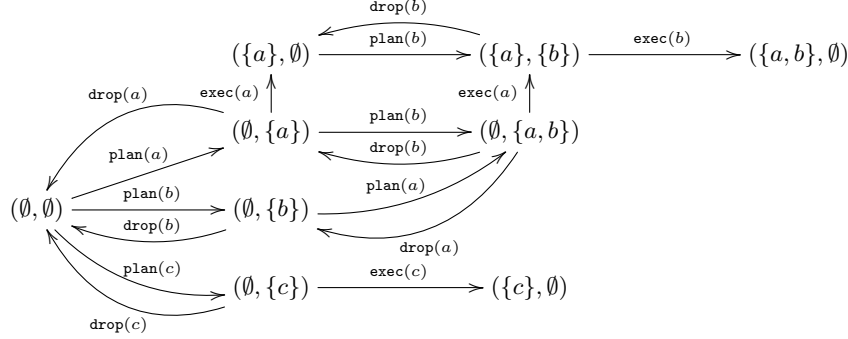 drop(b)
({a}, ∅) plan(b) ({a}, {b}) exec(b) ({a, b}, ∅)
drop(a) exec(a) exec(a)
(∅, {a}) plan(b) (∅, {a, b})
plan(a) drop(b)
plan(a)
(∅, ∅) plan(b) (∅, {b})
drop(b)
drop(a)
plan(c)
(∅, {c}) exec(c) ({c}, ∅)
drop(c)